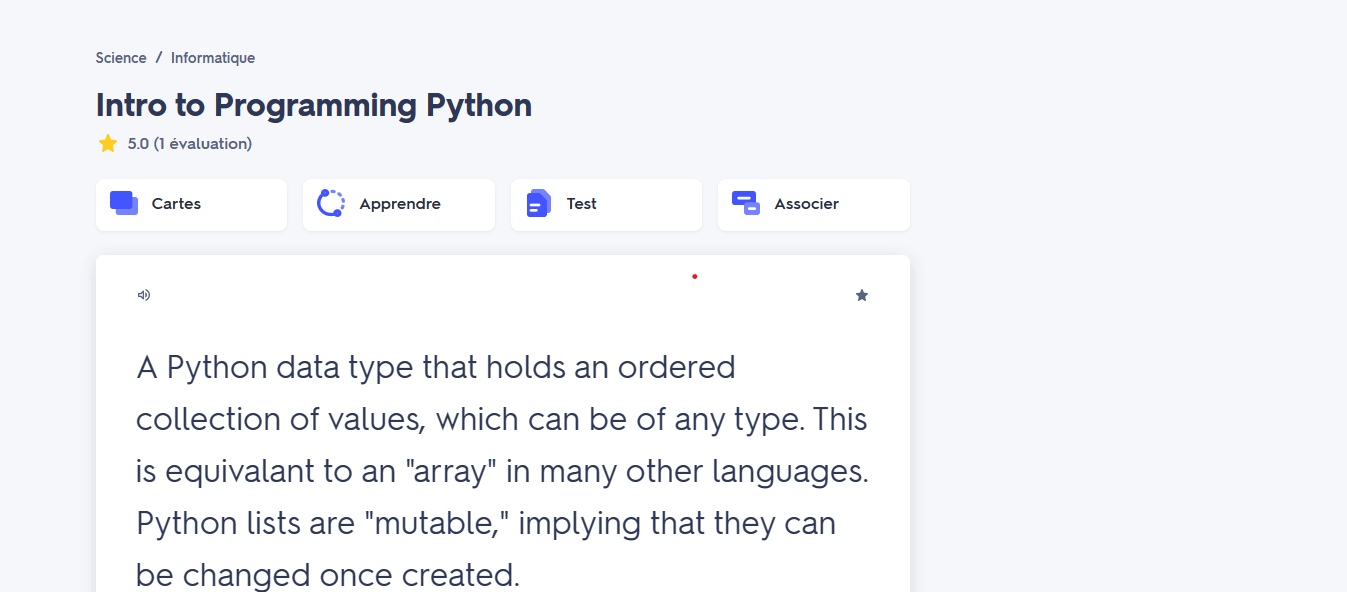 Science / Informatique
Intro to Programming Python
5.0 (1 évaluation)
Cartes
Apprendre
Test
Associer
A Python data type that holds an ordered
collection of values, which can be of any type. This
is equivalant to an "array" in many other languages.
Python lists are "mutable," implying that they can
be changed once created.